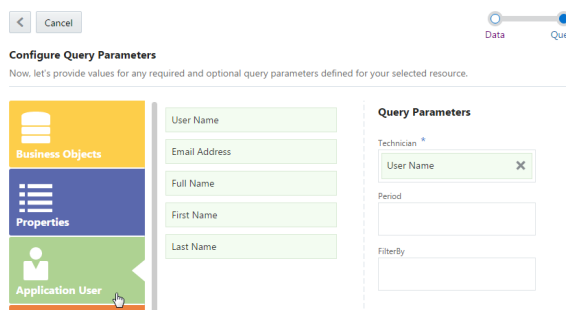 Cancel
Data
Que
Configure Query Parameters
Now, let's provide values for any required and optional query parameters defined for your selected resource.
Business Objects
Properties
Application User
User Name
Email Address
Full Name
First Name
Last Name
Query Parameters
Technician *
User Name
Period
FilterBy